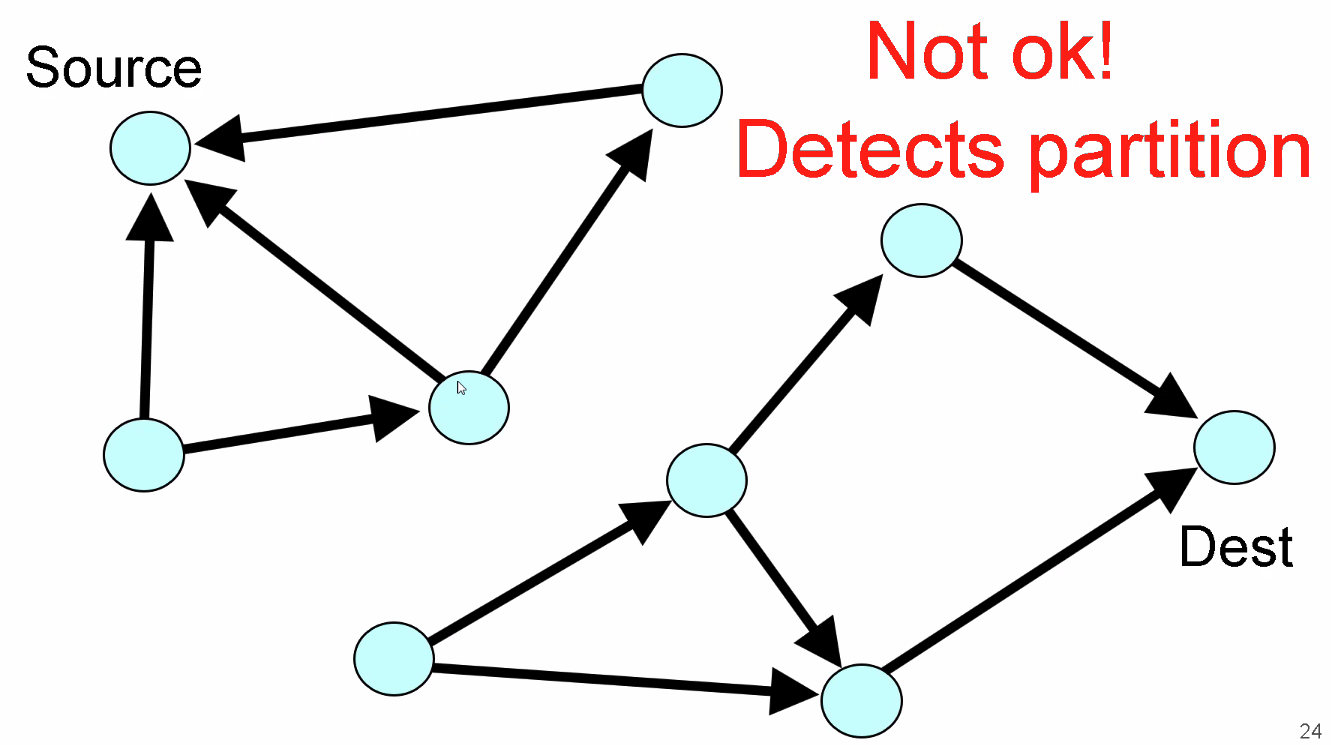 Source
Not ok!
Detects partition
Dest
24